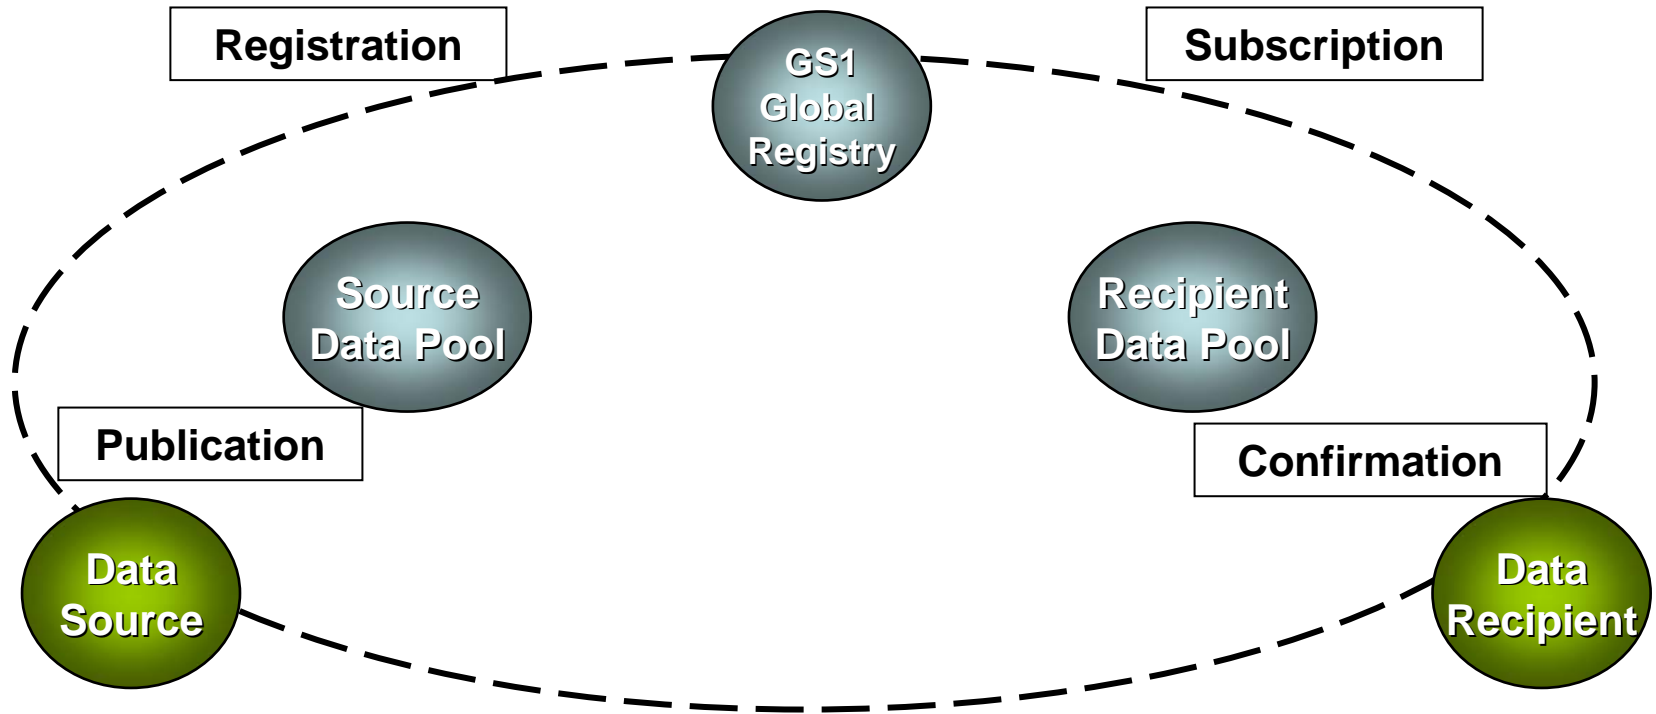 Registration
Subscription
GS1
Global
Registry
Source
Data Pool
Recipient
Data Pool
Publication
Confirmation
Data
Source
Data
Recipient